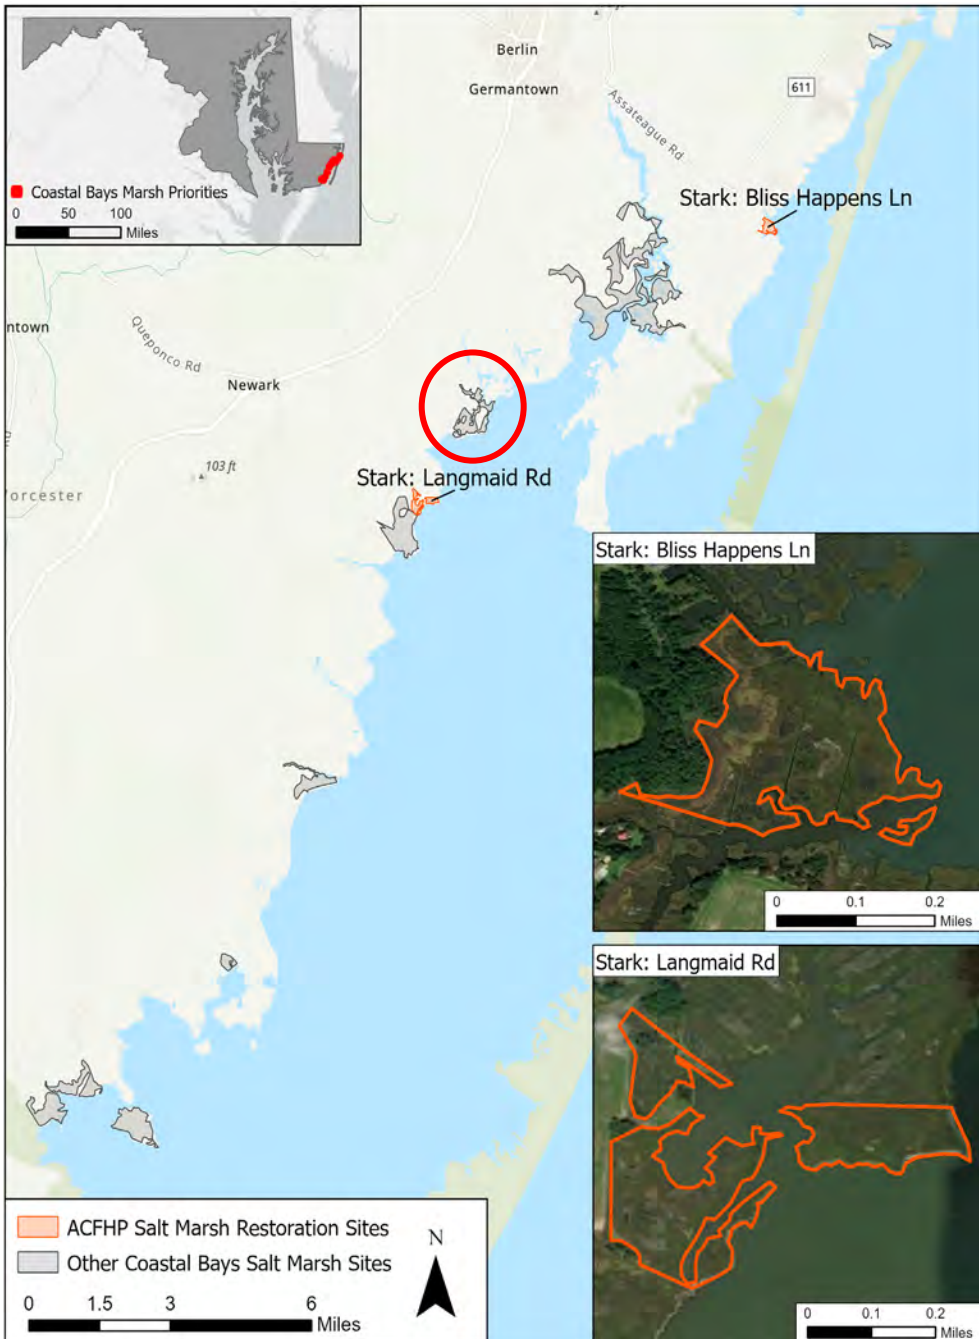 Coastal Bays Marsh Priorities
0 50 100
Miles
Berlin
Germantown
611
Assateague Rd
Stark: Bliss Happens Ln
ntown
Queponco Rd
Newark
103 ft
orcester
Stark: Langmaid Rd
Stark: Bliss Happens Ln
0 0.1 0.2
Miles
Stark: Langmaid Rd
0 0.1 0.2
Miles
ACFHP Salt Marsh Restoration Sites
Other Coastal Bays Salt Marsh Sites
N
0 1.5 3 6
Miles